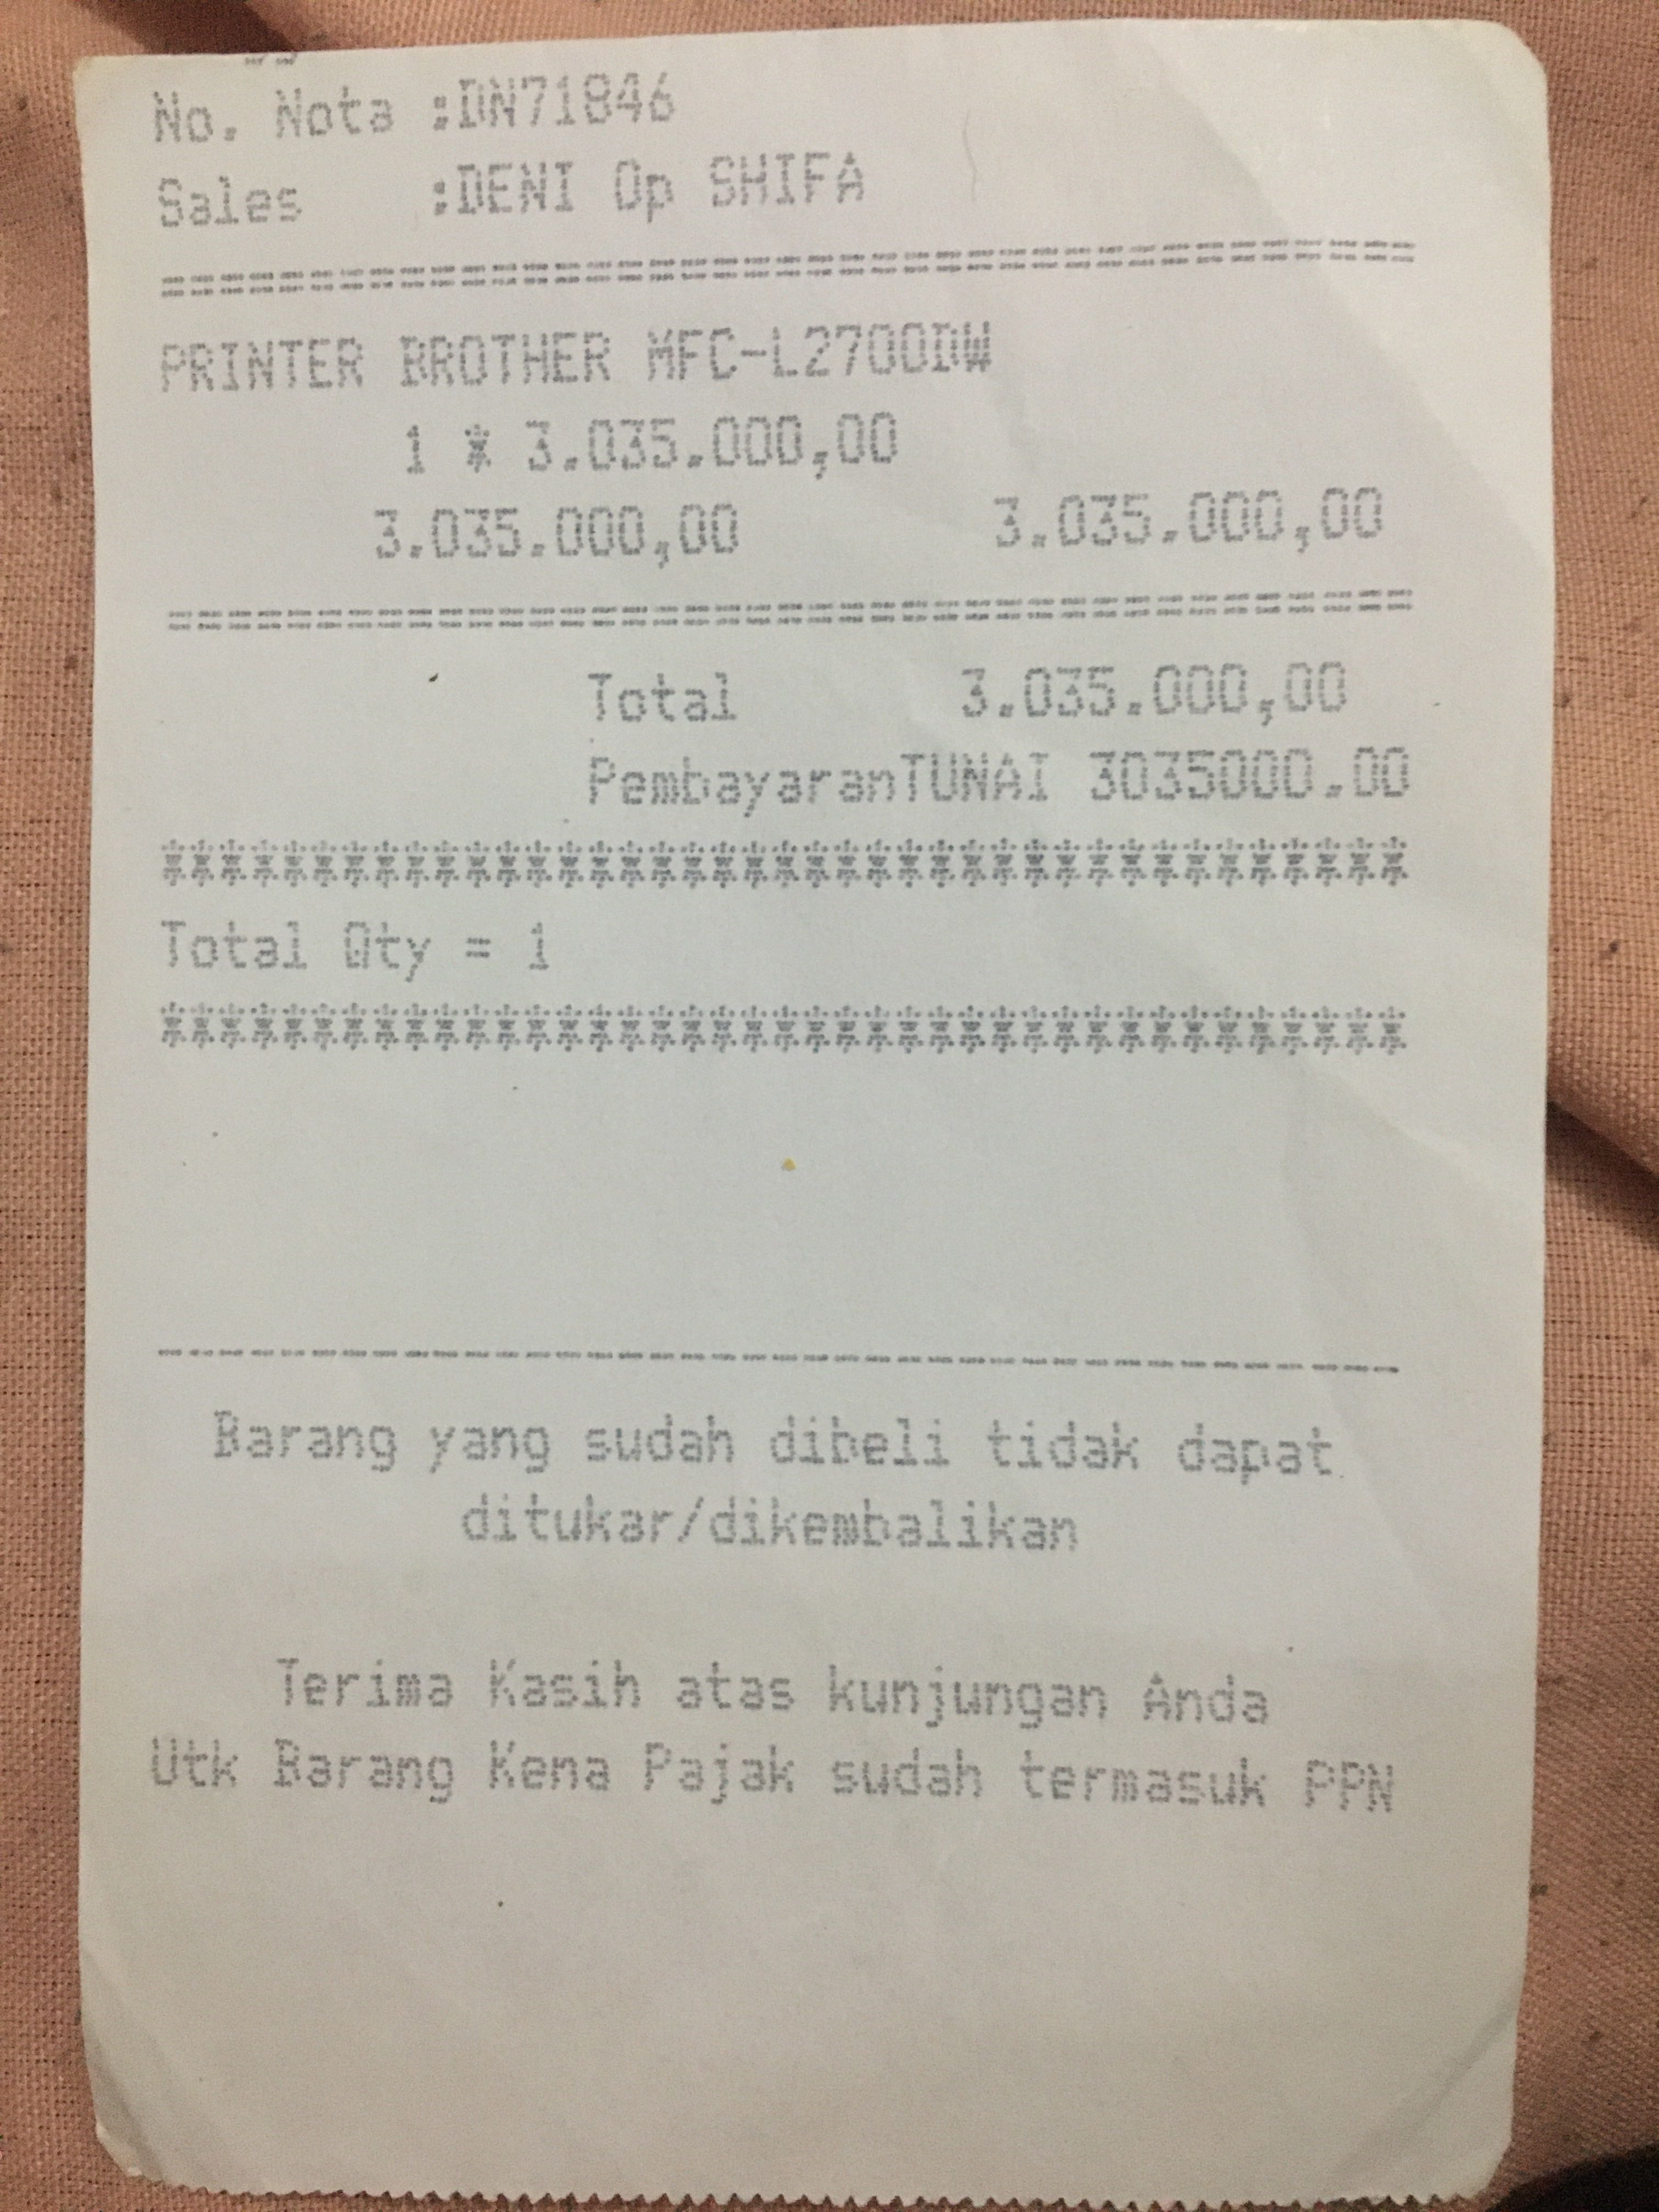 No. Nota :DN71846
Sales :DENI Op SHIFA
========================================
PRINTER BROTHER MFC-L2700DW
1 * 3.035.000,00
3.035.000,00 3.035.000,00
========================================
Total 3.035.000,00
PembayaranTUNAI 3035000.00
****************************************
Total Qty = 1
****************************************
----------------------------------------
Barang yang sudah dibeli tidak dapat
ditukar/dikembalikan
Terima Kasih atas kunjungan Anda
Utk Barang Kena Pajak sudah termasuk PPN